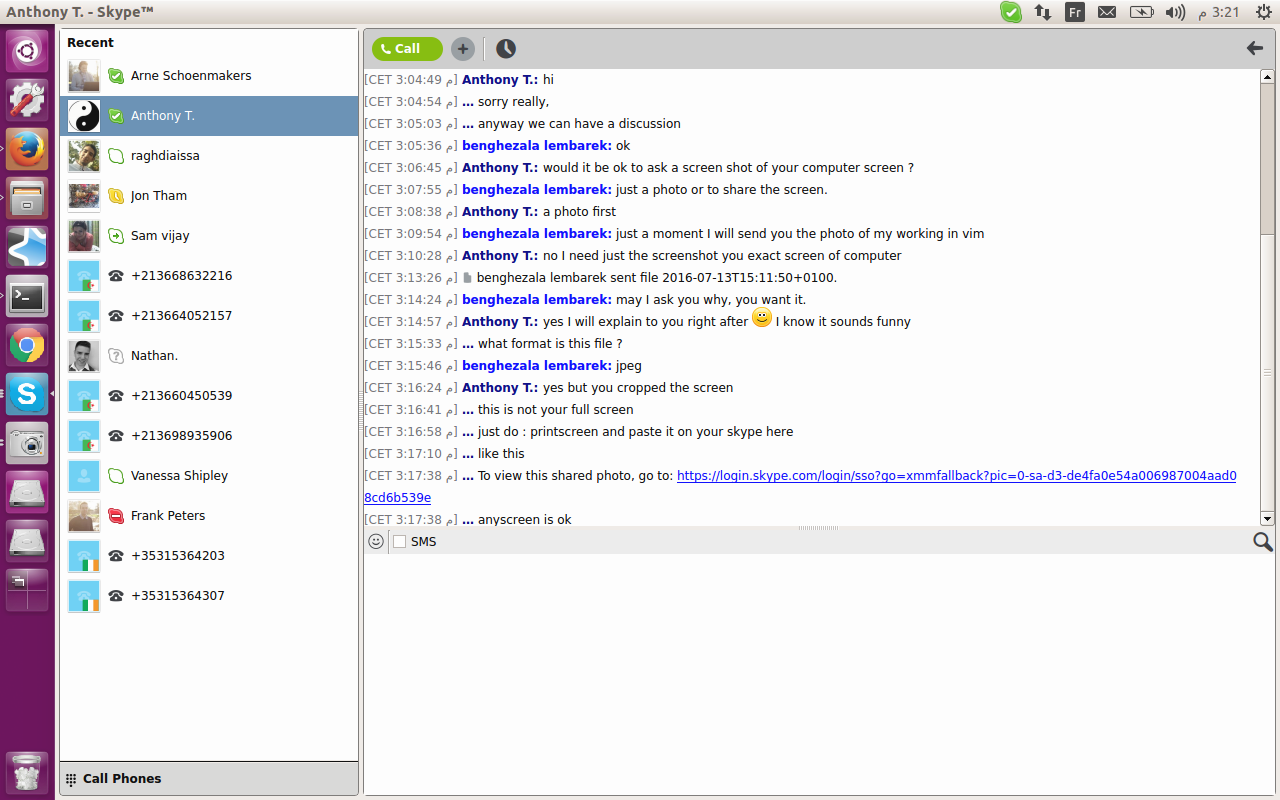 Anthony T. - Skype™
Fr
م 3:21
Recent
Arne Schoenmakers
Anthony T.
raghdiaissa
Jon Tham
Sam vijay
+213668632216
+213664052157
Nathan.
+213660450539
+213698935906
Vanessa Shipley
Frank Peters
+35315364203
+35315364307
Call Phones
Call
[CET 3:04:49 م] Anthony T.: hi
[CET 3:04:54 م] ... sorry really,
[CET 3:05:03 م] ... anyway we can have a discussion
[CET 3:05:36 م] benghezala lembarek: ok
[CET 3:06:45 م] Anthony T.: would it be ok to ask a screen shot of your computer screen ?
[CET 3:07:55 م] benghezala lembarek: just a photo or to share the screen.
[CET 3:08:38 م] Anthony T.: a photo first
[CET 3:09:54 م] benghezala lembarek: just a moment I will send you the photo of my working in vim
[CET 3:10:28 م] Anthony T.: no I need just the screenshot you exact screen of computer
[CET 3:13:26 م] benghezala lembarek sent file 2016-07-13T15:11:50+0100.
[CET 3:14:24 م] benghezala lembarek: may I ask you why, you want it.
[CET 3:14:57 م] Anthony T.: yes I will explain to you right after I know it sounds funny
[CET 3:15:33 م] ... what format is this file ?
[CET 3:15:46 م] benghezala lembarek: jpeg
[CET 3:16:24 م] Anthony T.: yes but you cropped the screen
[CET 3:16:41 م] ... this is not your full screen
[CET 3:16:58 م] ... just do : printscreen and paste it on your skype here
[CET 3:17:10 م] ... like this
[CET 3:17:38 م] ... To view this shared photo, go to: https://login.skype.com/login/sso?go=xmmfallback?pic=0-sa-d3-de4fa0e54a006987004aad0
8cd6b539e
[CET 3:17:38 م] ... anyscreen is ok
SMS